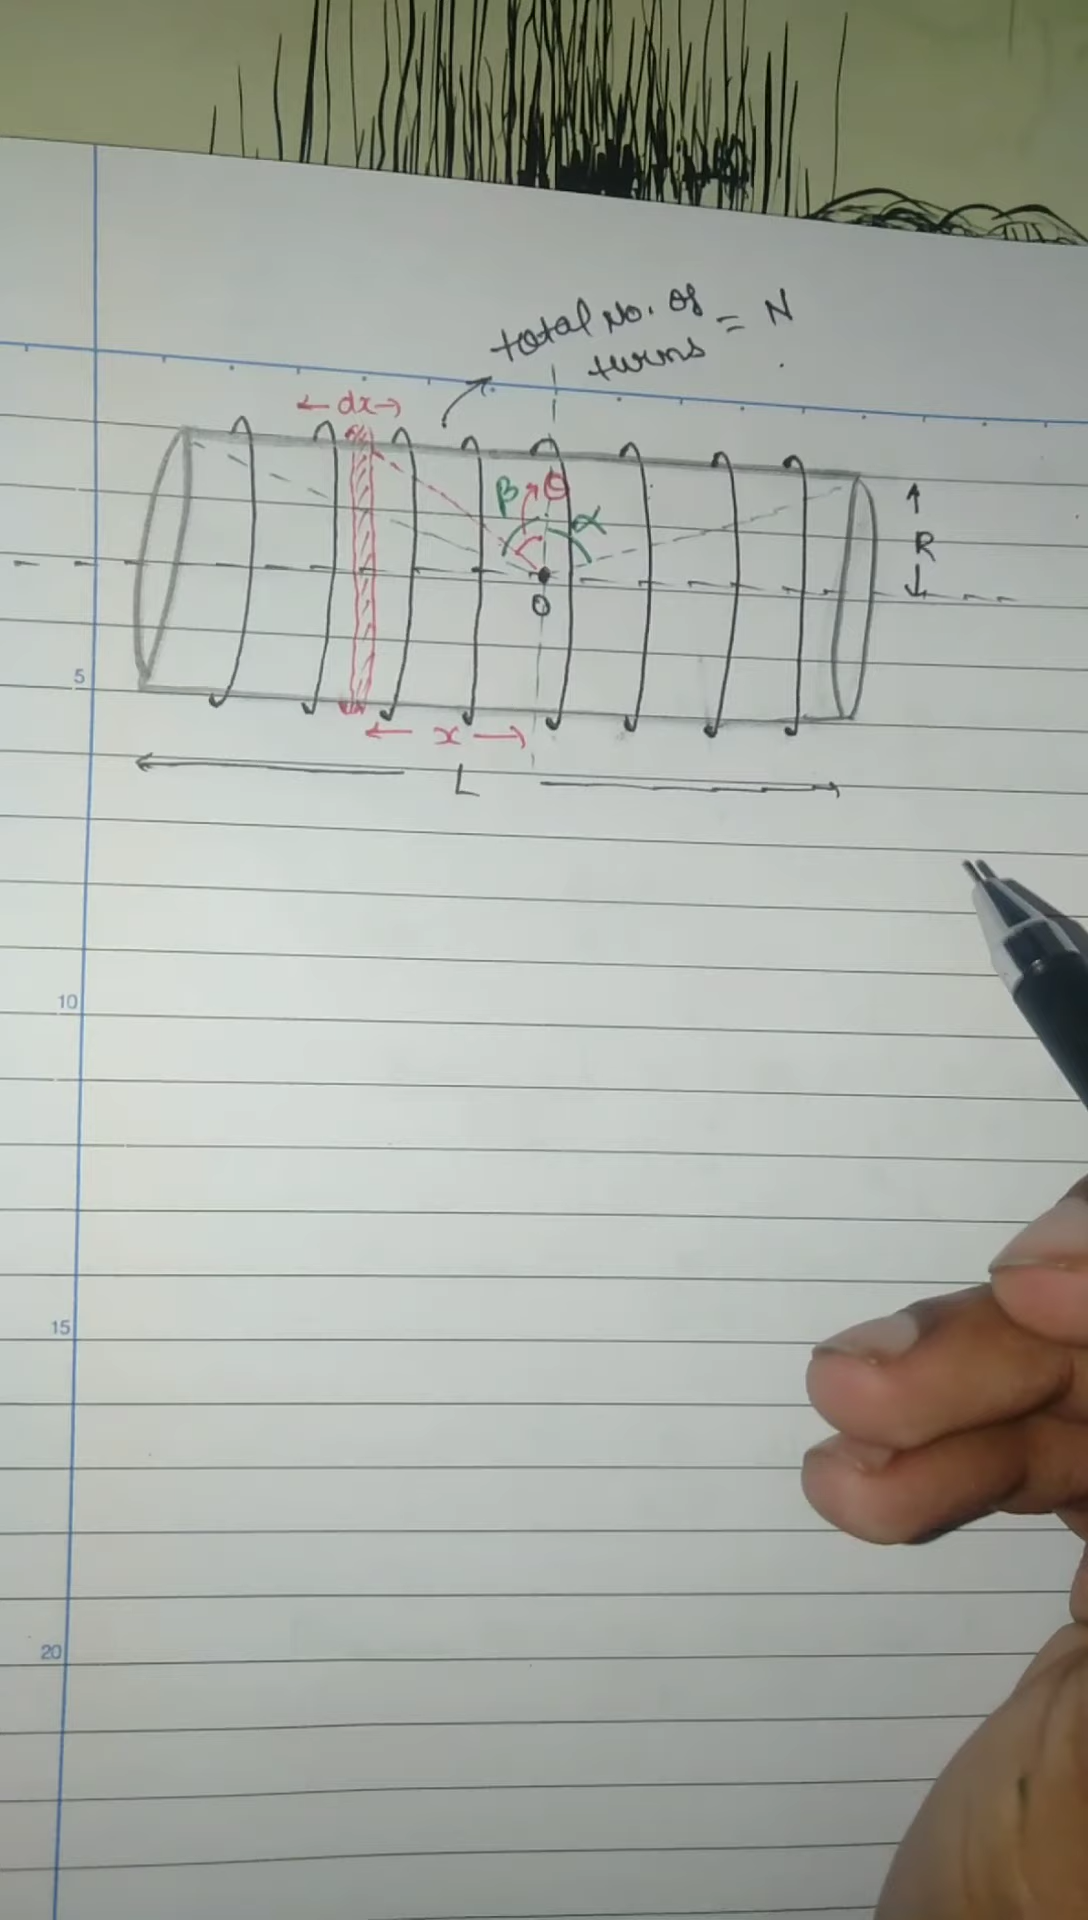 total No. of = N
turns
dx
β θ α
R
O
5
x
L
10
15
20